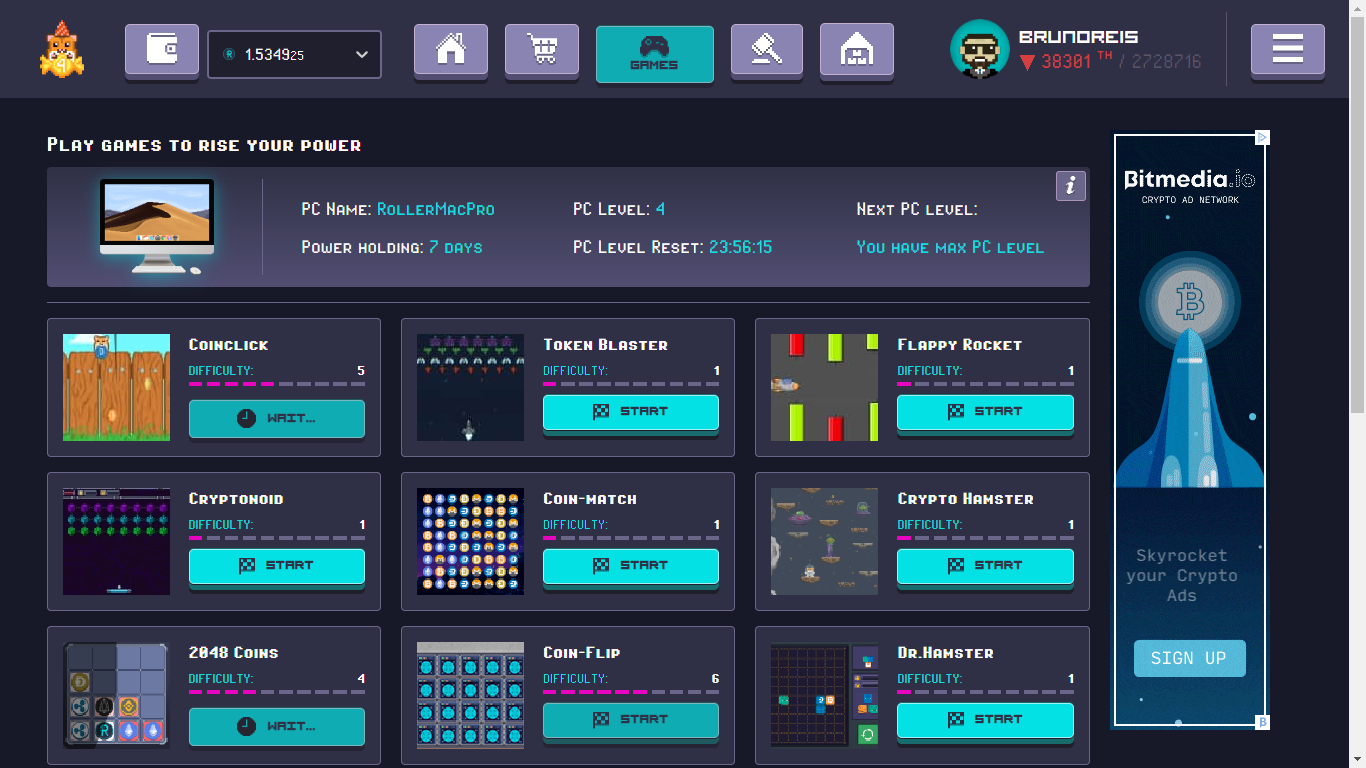 1.534925
GAMES
BRUNOREIS
38301 TH / 2728716
Play games to rise your power
PC Name: RollerMacPro
PC Level: 4
Next PC level:
Power holding: 7 days
PC Level Reset: 23:56:15
You have max PC level
i
Coinclick
Difficulty: 5
Wait...
Token Blaster
Difficulty: 1
Start
Flappy Rocket
Difficulty: 1
Start
Cryptonoid
Difficulty: 1
Start
Coin-match
Difficulty: 1
Start
Crypto Hamster
Difficulty: 1
Start
2048 Coins
Difficulty: 4
Wait...
Coin-Flip
Difficulty: 6
Start
Dr.Hamster
Difficulty: 1
Start
Bitmedia.io
CRYPTO AD NETWORK
Skyrocket
your Crypto
Ads
SIGN UP